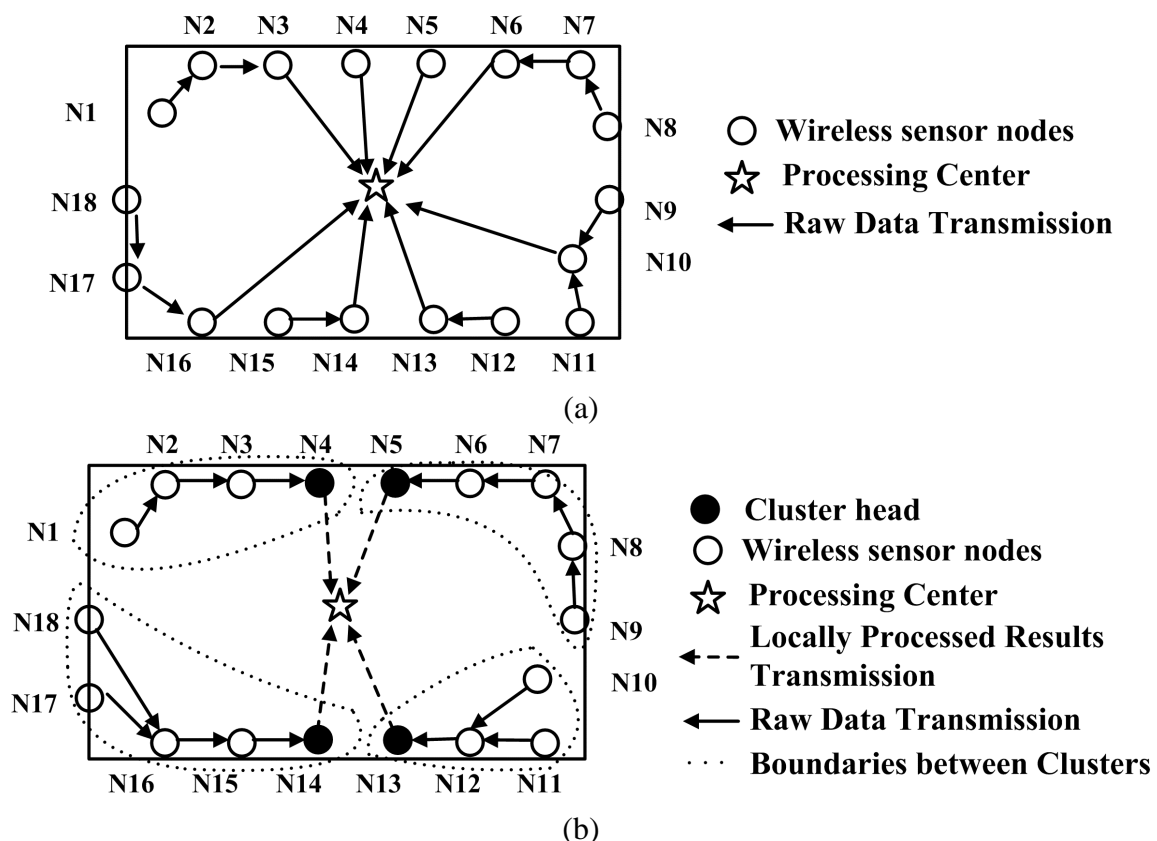 N2 N3 N4 N5 N6 N7
N1
N8
Wireless sensor nodes
Processing Center
N18
N9
Raw Data Transmission
N17
N10
N16 N15 N14 N13 N12 N11
(a)
N2 N3 N4 N5 N6 N7
N1
Cluster head
N8
Wireless sensor nodes
Processing Center
N18
N9
Locally Processed Results
Transmission
N17
N10
Raw Data Transmission
Boundaries between Clusters
N16 N15 N14 N13 N12 N11
(b)